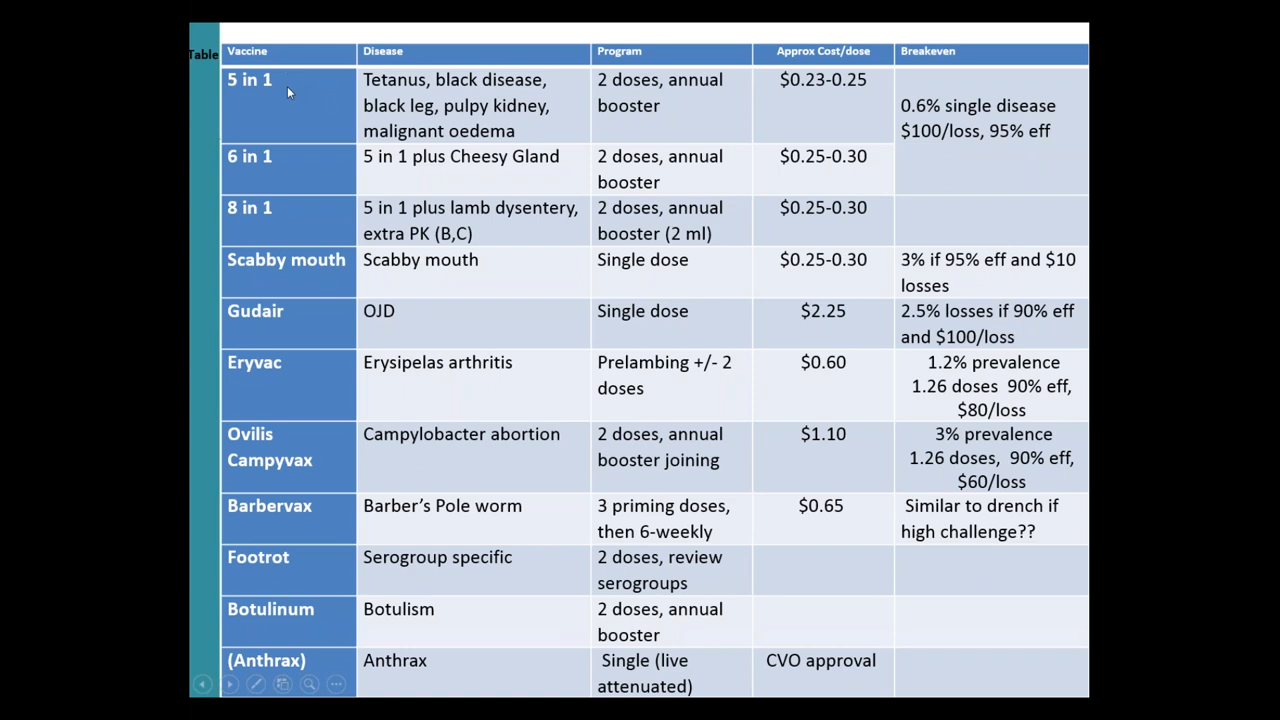 Table
Vaccine Disease Program Approx Cost/dose Breakeven
5 in 1 Tetanus, black disease, 2 doses, annual $0.23-0.25
black leg, pulpy kidney, booster 0.6% single disease
malignant oedema $100/loss, 95% eff
6 in 1 5 in 1 plus Cheesy Gland 2 doses, annual $0.25-0.30
booster
8 in 1 5 in 1 plus lamb dysentery, 2 doses, annual $0.25-0.30
extra PK (B,C) booster (2 ml)
Scabby mouth Scabby mouth Single dose $0.25-0.30 3% if 95% eff and $10
losses
Gudair OJD Single dose $2.25 2.5% losses if 90% eff
and $100/loss
Eryvac Erysipelas arthritis Prelambing +/- 2 $0.60 1.2% prevalence
doses 1.26 doses 90% eff,
$80/loss
Ovilis Campylobacter abortion 2 doses, annual $1.10 3% prevalence
Campyvax booster joining 1.26 doses, 90% eff,
$60/loss
Barbervax Barber’s Pole worm 3 priming doses, $0.65 Similar to drench if
then 6-weekly high challenge??
Footrot Serogroup specific 2 doses, review
serogroups
Botulinum Botulism 2 doses, annual
booster
(Anthrax) Anthrax Single (live CVO approval
attenuated)